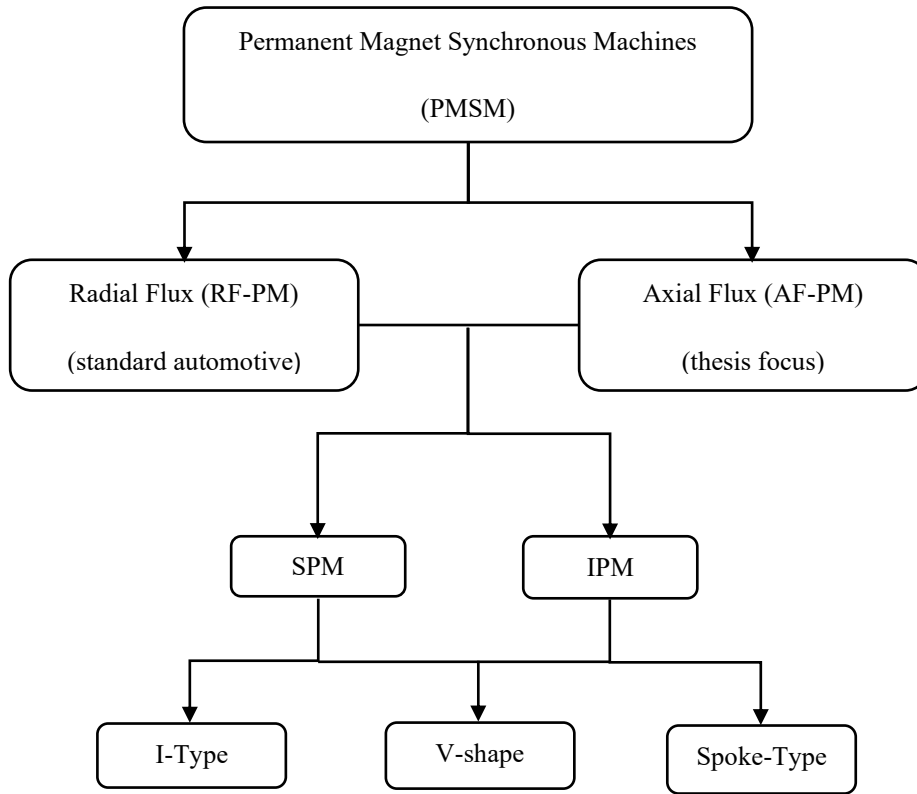 Permanent Magnet Synchronous Machines
(PMSM)
Radial Flux (RF-PM)
(standard automotive)
Axial Flux (AF-PM)
(thesis focus)
SPM
IPM
I-Type
V-shape
Spoke-Type